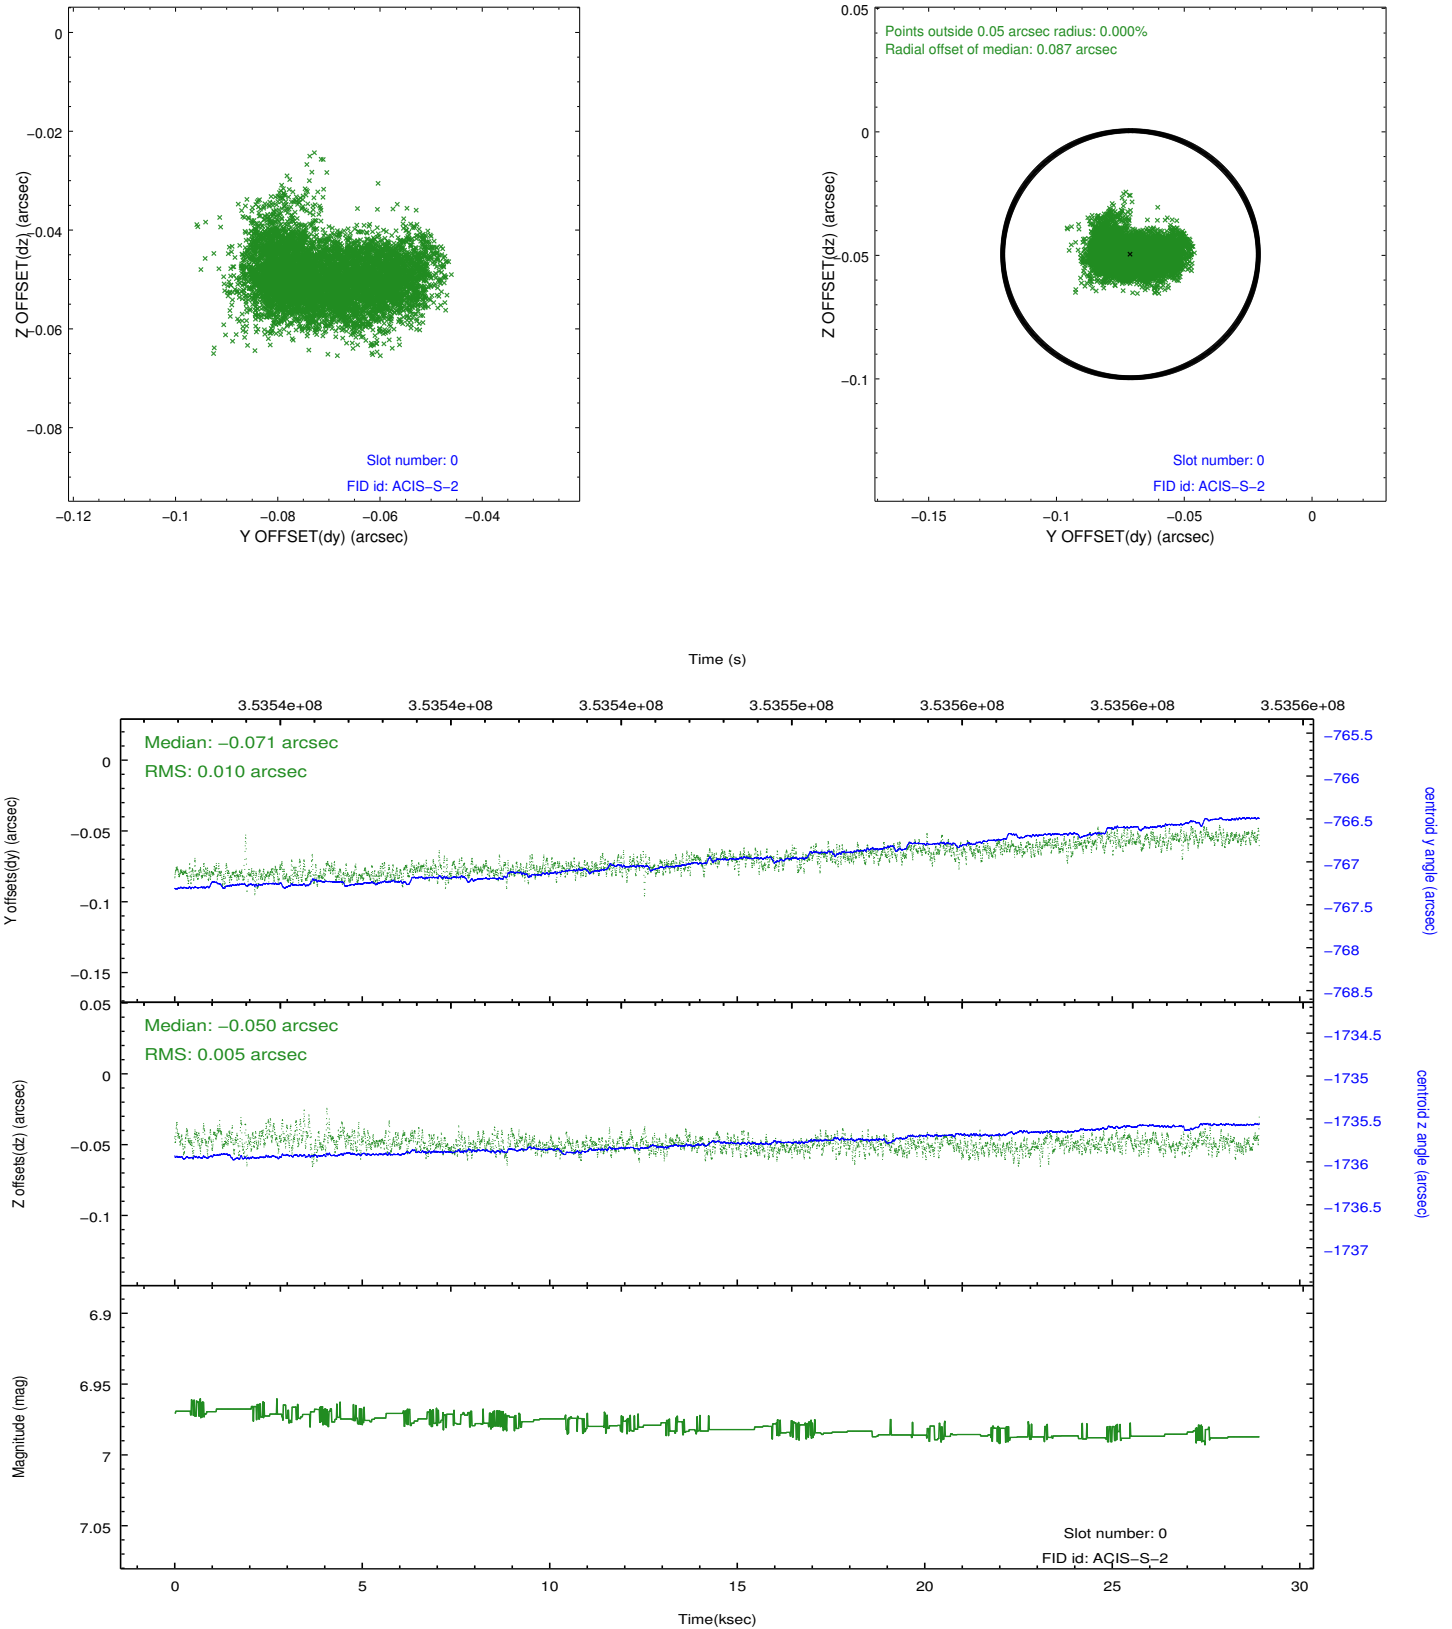 0
−0.02
−0.04
−0.06
−0.08
Z OFFSET(dz) (arcsec)
Slot number: 0
FID id: ACIS−S−2
−0.12
−0.1
−0.08
−0.06
−0.04
Y OFFSET(dy) (arcsec)
0.05
0
−0.05
−0.1
Z OFFSET(dz) (arcsec)
Points outside 0.05 arcsec radius: 0.000%
Radial offset of median: 0.087 arcsec
Slot number: 0
FID id: ACIS−S−2
−0.15
−0.1
−0.05
0
Y OFFSET(dy) (arcsec)
Time (s)
3.5354e+08
3.5354e+08
3.5354e+08
3.5355e+08
3.5356e+08
3.5356e+08
3.5356e+08
Median: −0.071 arcsec
RMS: 0.010 arcsec
0
−0.05
−0.1
−0.15
Y offsets(dy) (arcsec)
−765.5
−766
−766.5
−767
−767.5
−768
−768.5
centroid y angle (arcsec)
0.05
0
−0.05
−0.1
Z offsets(dz) (arcsec)
Median: −0.050 arcsec
RMS: 0.005 arcsec
−1734.5
−1735
−1735.5
−1736
−1736.5
−1737
centroid z angle (arcsec)
6.9
6.95
7
7.05
Magnitude (mag)
Slot number: 0
FID id: ACIS−S−2
0
5
10
15
20
25
30
Time(ksec)